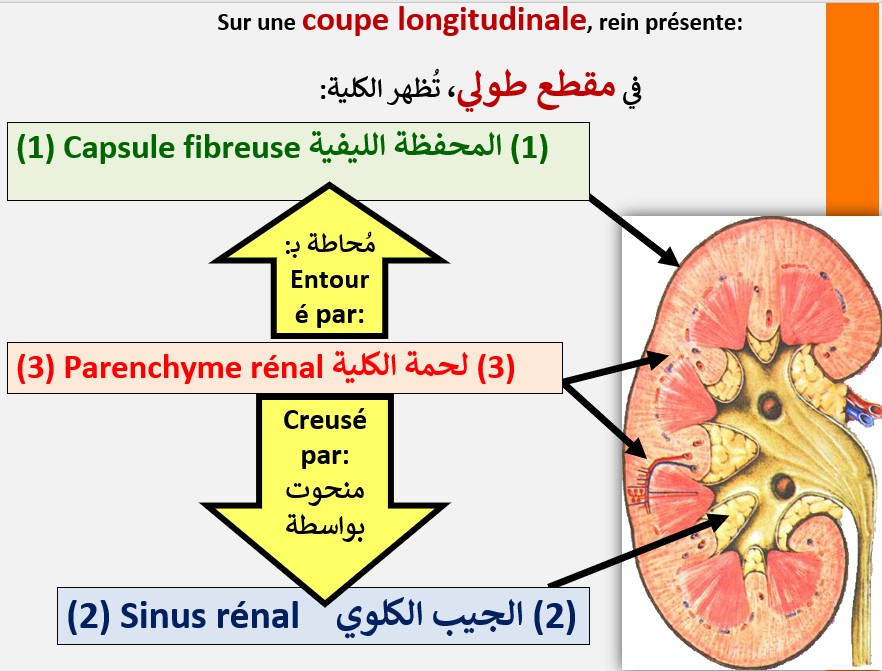 Sur une coupe longitudinale, rein présente:
في مقطع طولي، تُظهر الكلية:
(1) Capsule fibreuse المحفظة الليفية (1)
مُحاطة بـ:
Entour
é par:
(3) Parenchyme rénal لحمة الكلية (3)
Creusé
par:
منحوت
بواسطة
(2) Sinus rénal الجيب الكلوي (2)